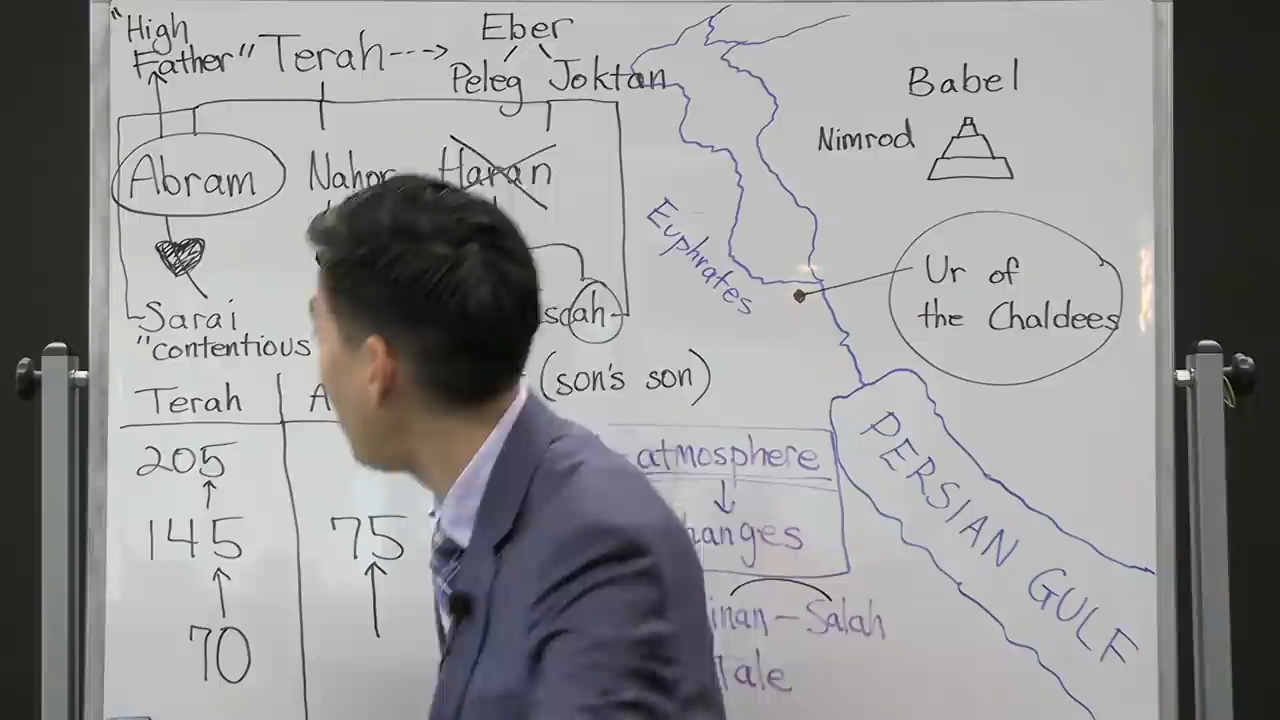 "High
Father"
Terah
Eber
Peleg Joktan
Abram
Nahor
Haran
Sarai
"contentious
scah
(son's son)
Terah
205
145
75
70
atmosphere
Salah
Babel
Nimrod
Euphrates
Ur of
the Chaldees
PERSIAN GULF